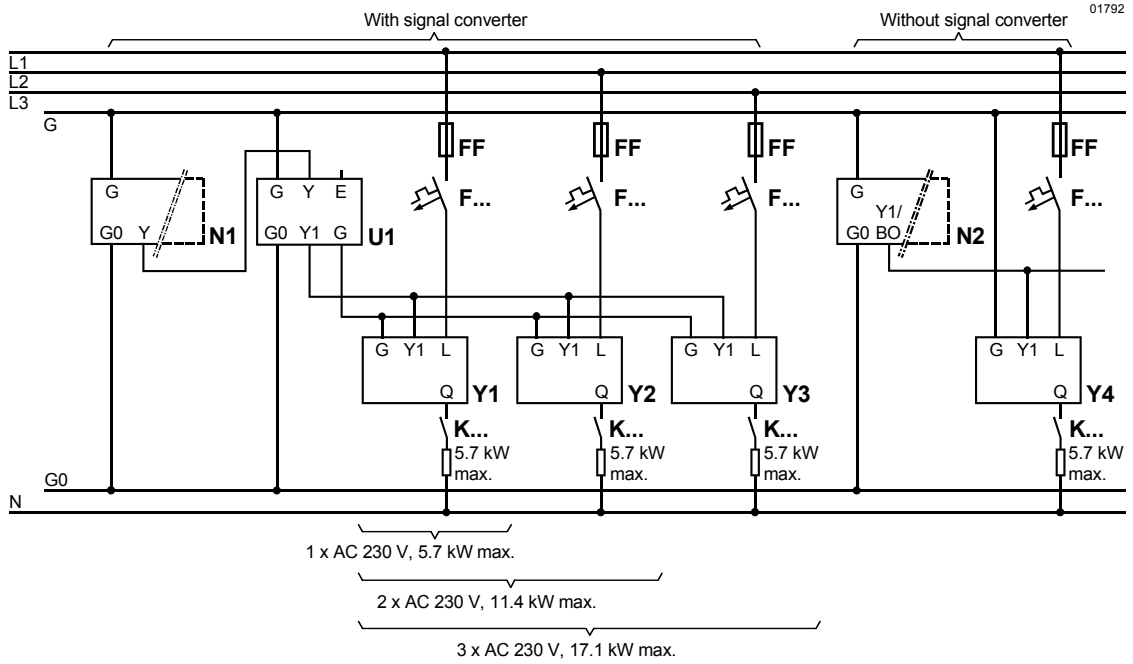 01792
With signal converter Without signal converter
L1
L2
L3
G
FF FF FF FF
G G Y E F... F... F... G F...
Y1/
G0 Y N1 G0 Y1 G U1 G0 BO N2
G Y1 L G Y1 L G Y1 L G Y1 L
Q Y1 Q Y2 Q Y3 Q Y4
K... K... K... K...
5.7 kW 5.7 kW 5.7 kW 5.7 kW
max. max. max. max.
G0
N
1 x AC 230 V, 5.7 kW max.
2 x AC 230 V, 11.4 kW max.
3 x AC 230 V, 17.1 kW max.